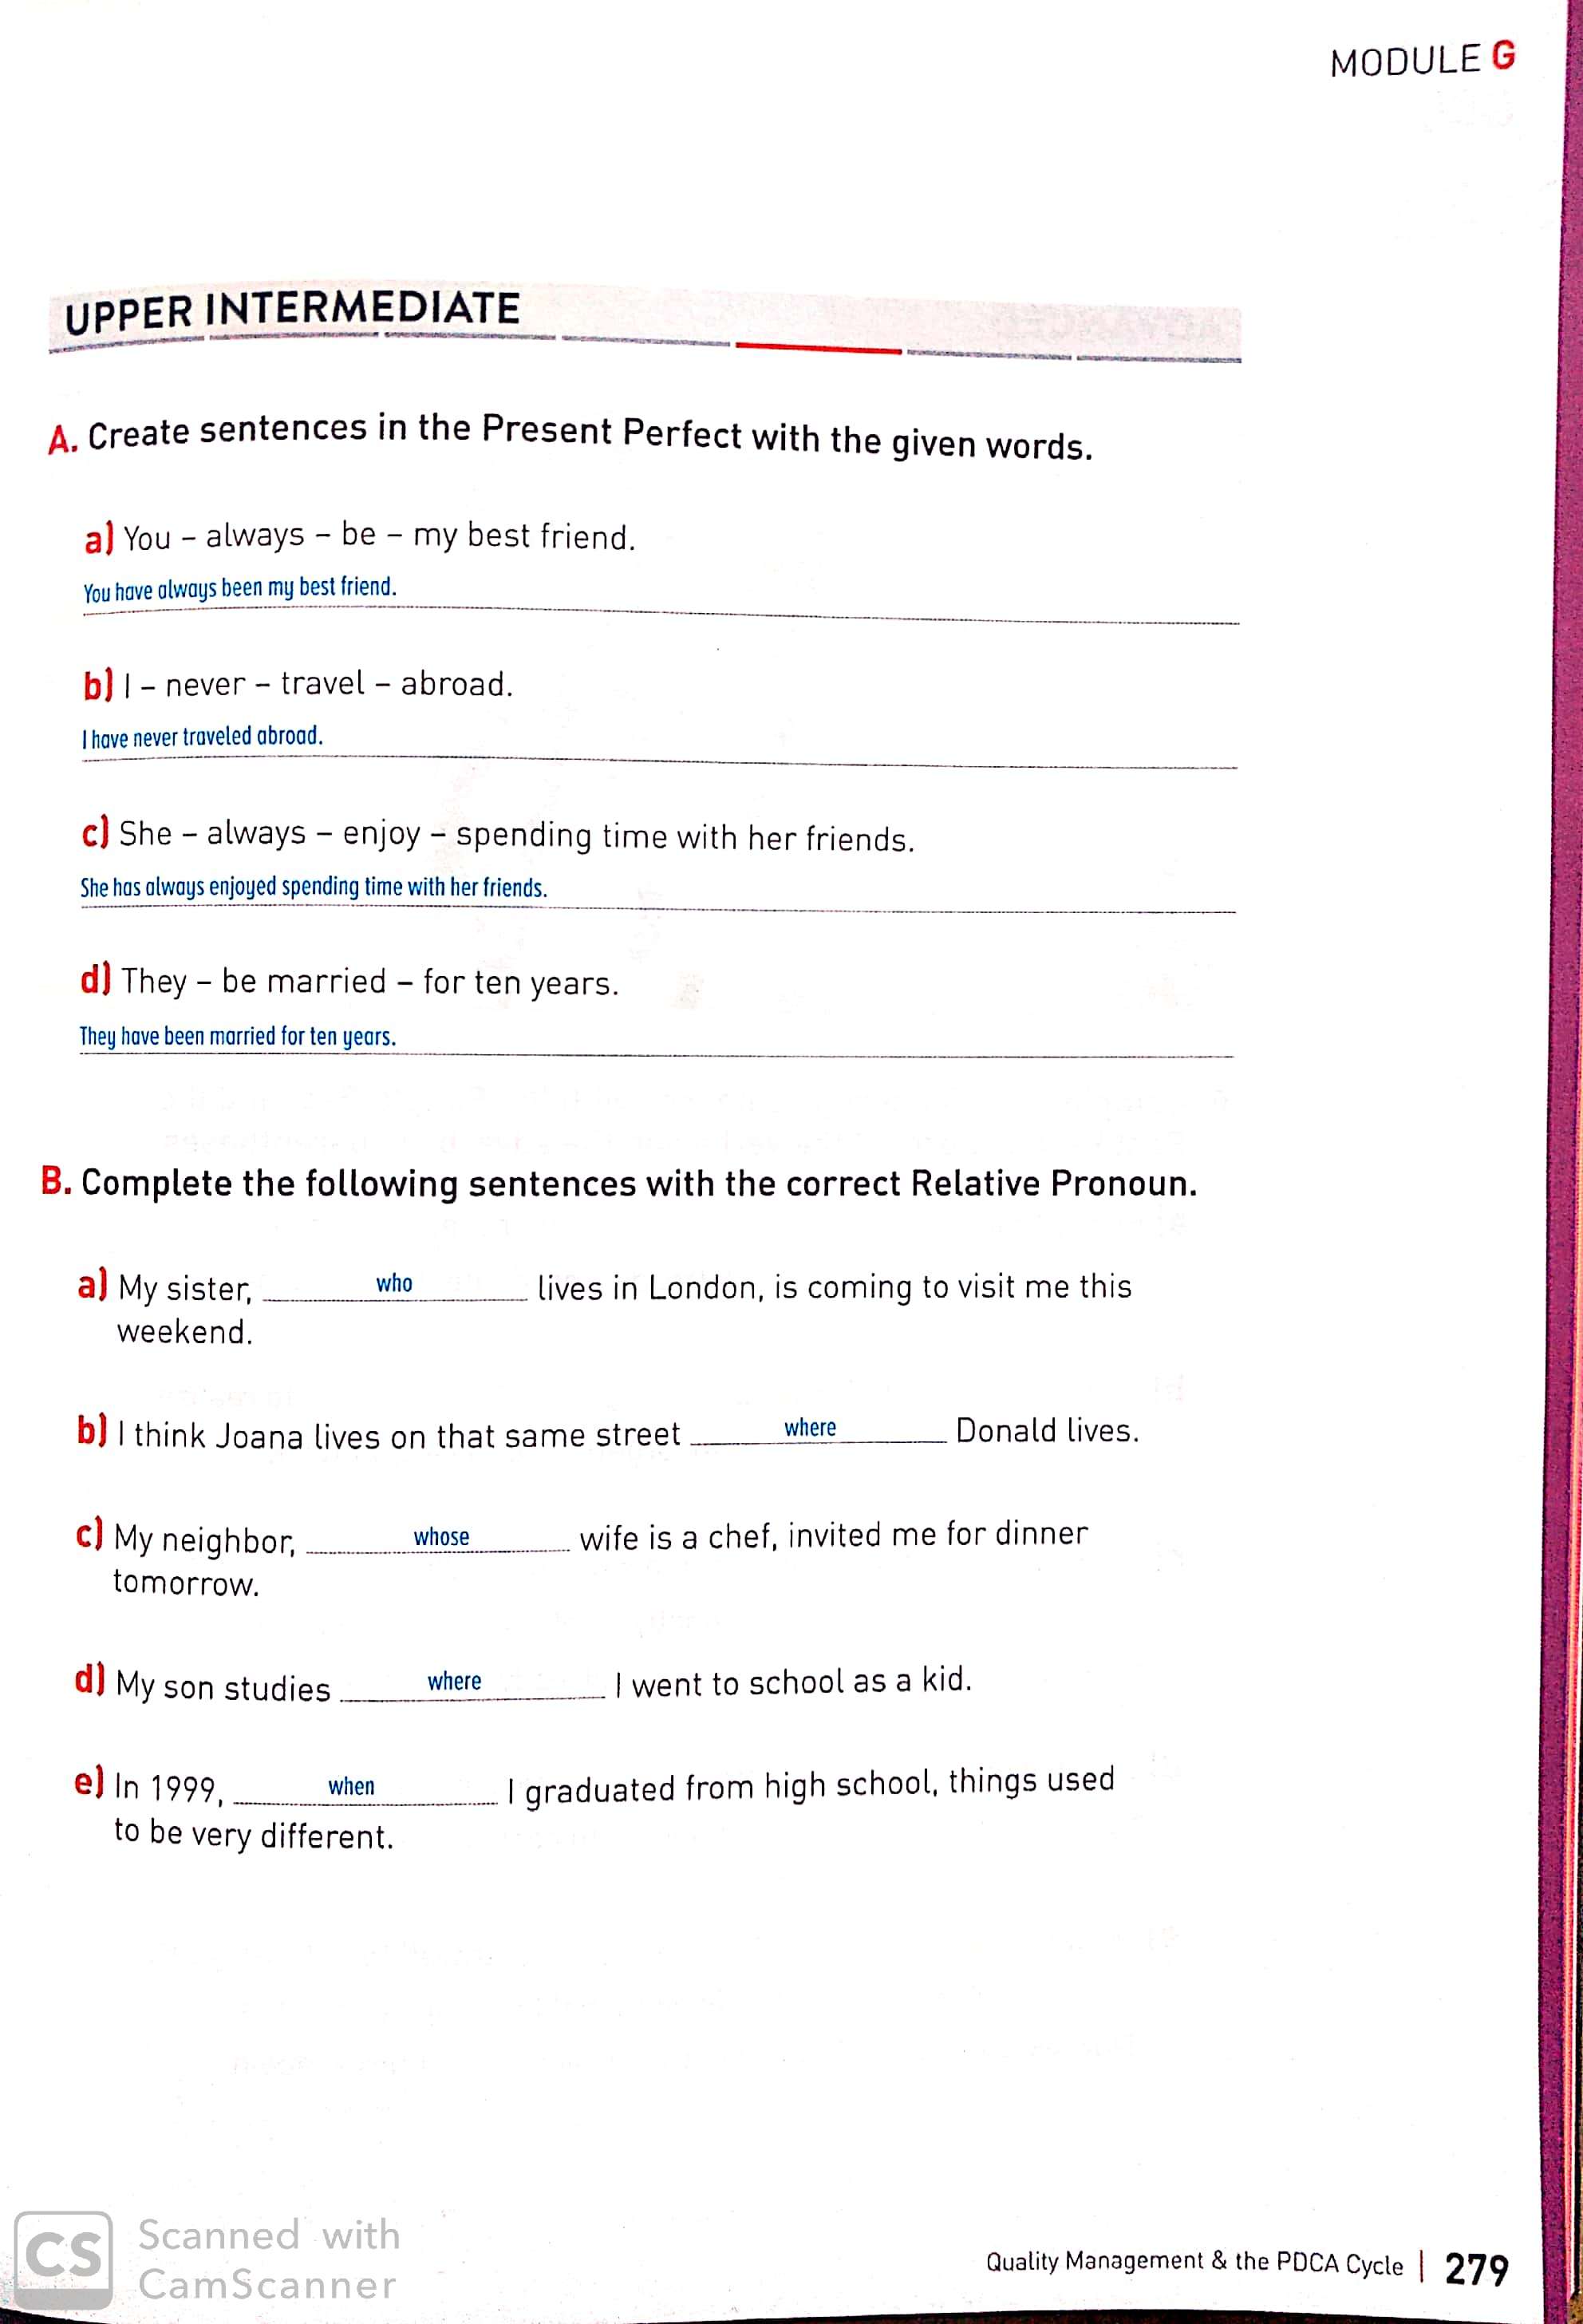 MODULE G
UPPER INTERMEDIATE
A. Create sentences in the Present Perfect with the given words.
a) You – always – be – my best friend.
You have always been my best friend.
b) I – never – travel – abroad.
I have never traveled abroad.
c) She – always – enjoy – spending time with her friends.
She has always enjoyed spending time with her friends.
d) They – be married – for ten years.
They have been married for ten years.
B. Complete the following sentences with the correct Relative Pronoun.
a) My sister, who lives in London, is coming to visit me this
weekend.
b) I think Joana lives on that same street where Donald lives.
c) My neighbor, whose wife is a chef, invited me for dinner
tomorrow.
d) My son studies where I went to school as a kid.
e) In 1999, when I graduated from high school, things used
to be very different.
CS Scanned with
CamScanner
Quality Management & the PDCA Cycle | 279